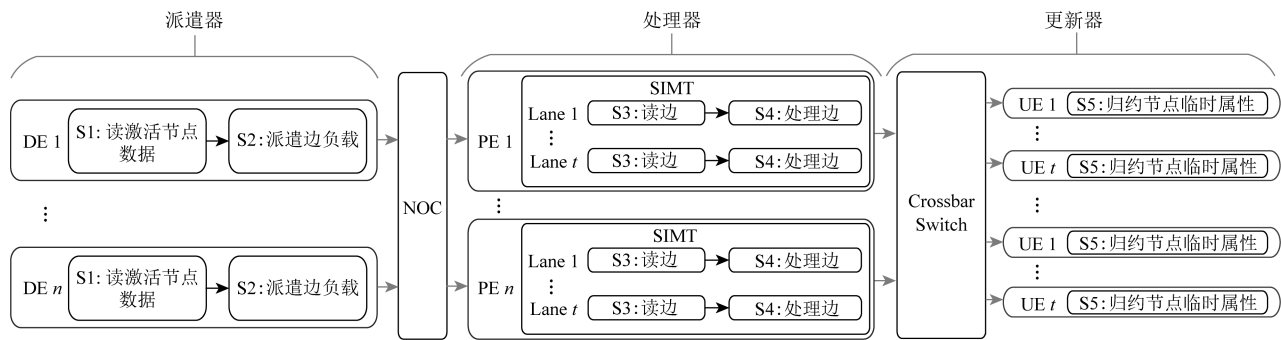 派遣器
处理器
更新器
DE 1
S1:读激活节点
数据
S2:派遣边负载
⋮
DE n
S1:读激活节点
数据
S2:派遣边负载
NOC
PE 1
SIMT
Lane 1
S3:读边
S4:处理边
⋮
Lane t
S3:读边
S4:处理边
⋮
PE n
SIMT
Lane 1
S3:读边
S4:处理边
⋮
Lane t
S3:读边
S4:处理边
Crossbar
Switch
UE 1
S5:归约节点临时属性
⋮
UE t
S5:归约节点临时属性
⋮
UE 1
S5:归约节点临时属性
⋮
UE t
S5:归约节点临时属性